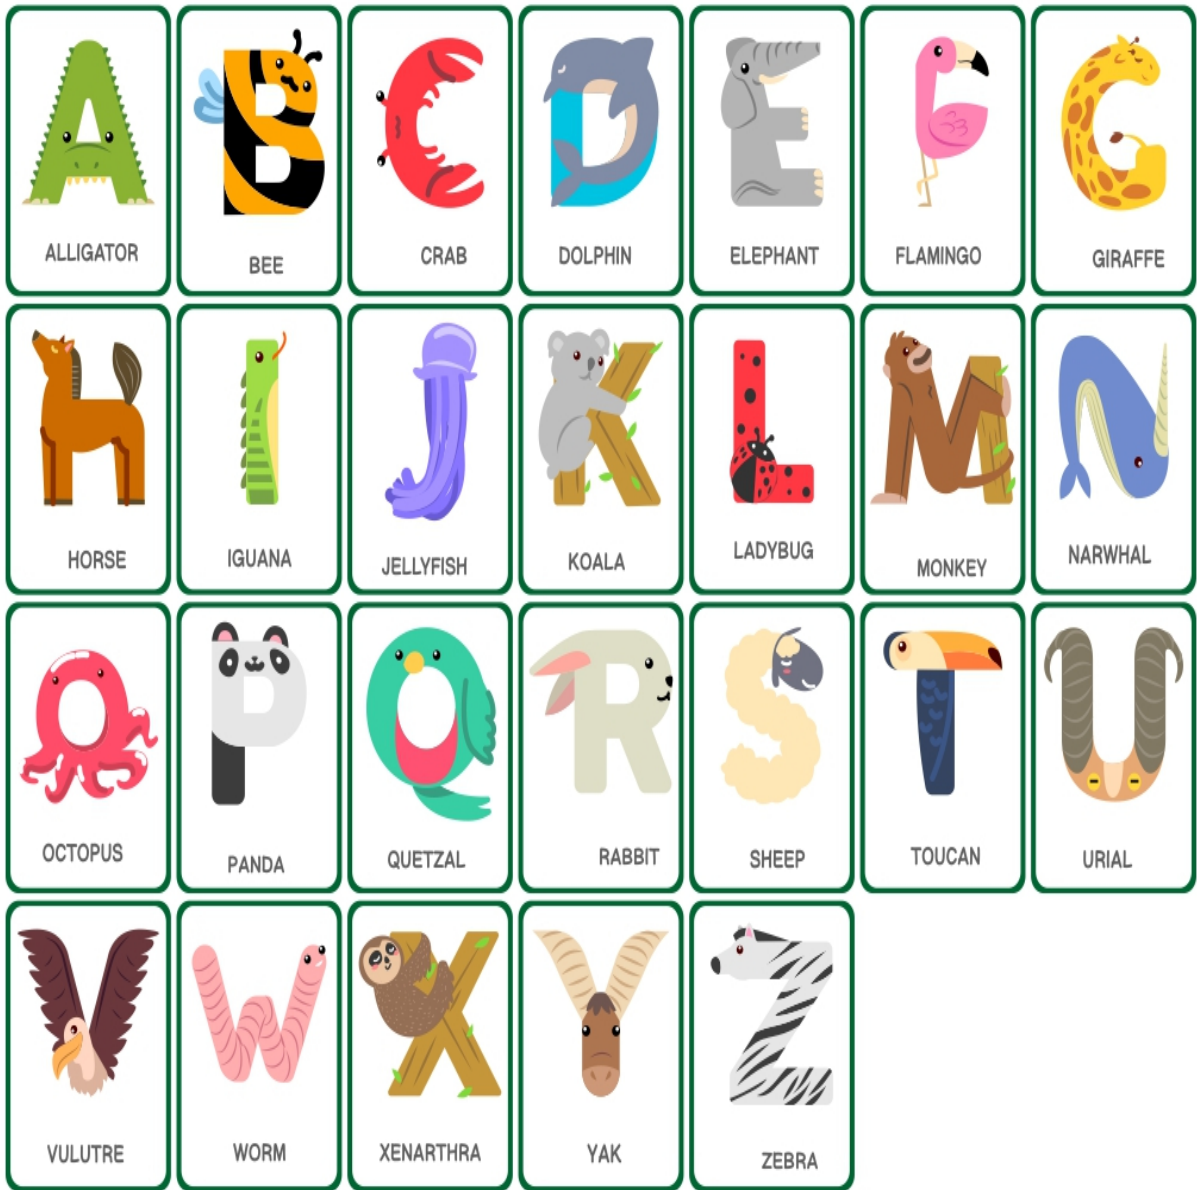 ALLIGATOR
BEE
CRAB
DOLPHIN
ELEPHANT
FLAMINGO
GIRAFFE
HORSE
IGUANA
JELLYFISH
KOALA
LADYBUG
MONKEY
NARWHAL
OCTOPUS
PANDA
QUETZAL
RABBIT
SHEEP
TOUCAN
URIAL
VULUTRE
WORM
XENARTHRA
YAK
ZEBRA